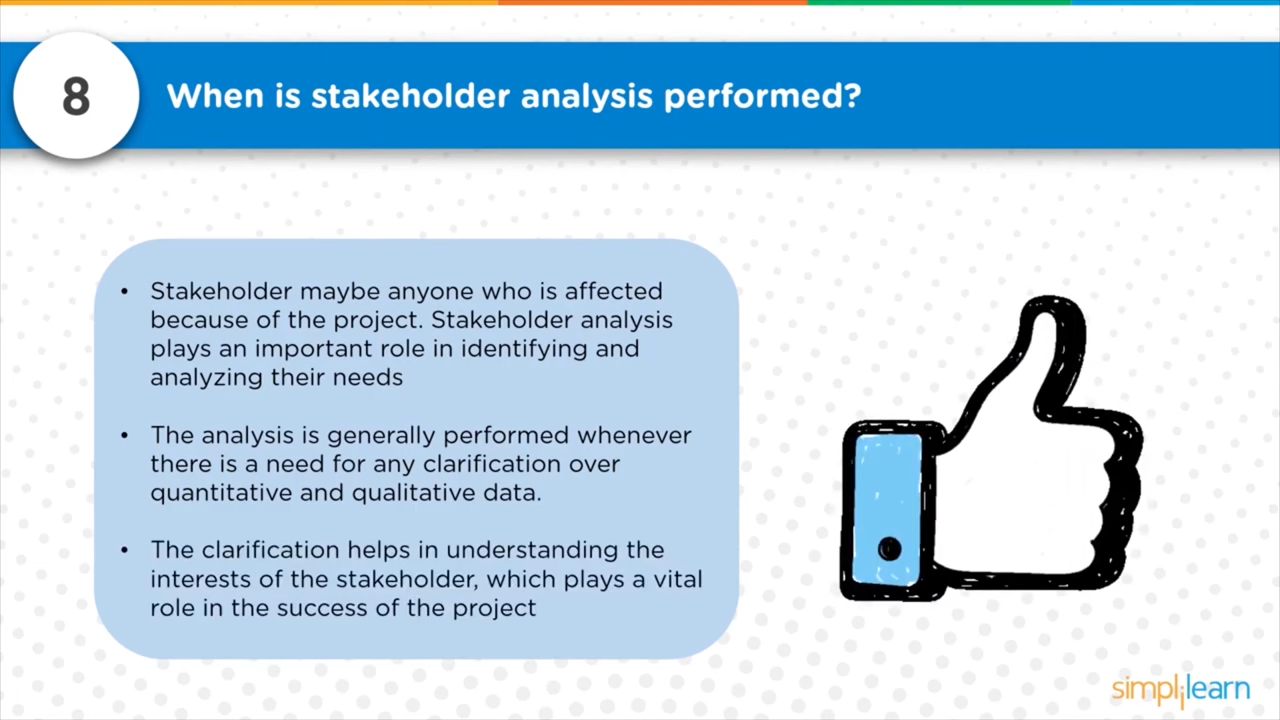 8
When is stakeholder analysis performed?
• Stakeholder maybe anyone who is affected
because of the project. Stakeholder analysis
plays an important role in identifying and
analyzing their needs
• The analysis is generally performed whenever
there is a need for any clarification over
quantitative and qualitative data.
• The clarification helps in understanding the
interests of the stakeholder, which plays a vital
role in the success of the project
simplilearn